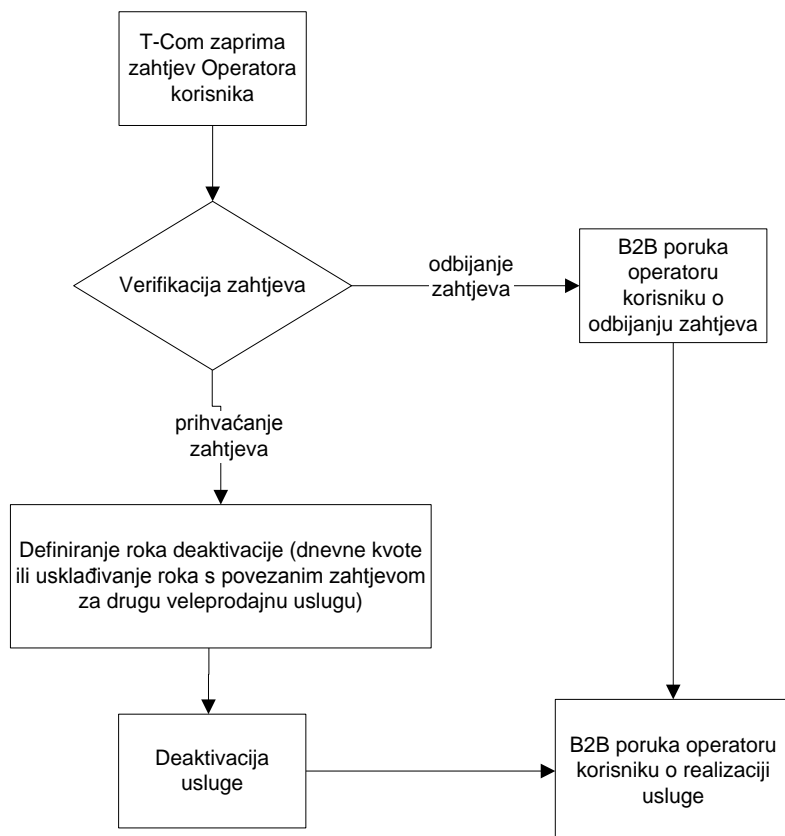 T-Com zaprima
zahtjev Operatora
korisnika
Verifikacija zahtjeva
odbijanje
zahtjeva
B2B poruka
operatoru
korisniku o
odbijanju zahtjeva
prihvaćanje
zahtjeva
Definiranje roka deaktivacije (dnevne kvote
ili usklađivanje roka s povezanim zahtjevom
za drugu veleprodajnu uslugu)
Deaktivacija
usluge
B2B poruka operatoru
korisniku o realizaciji
usluge